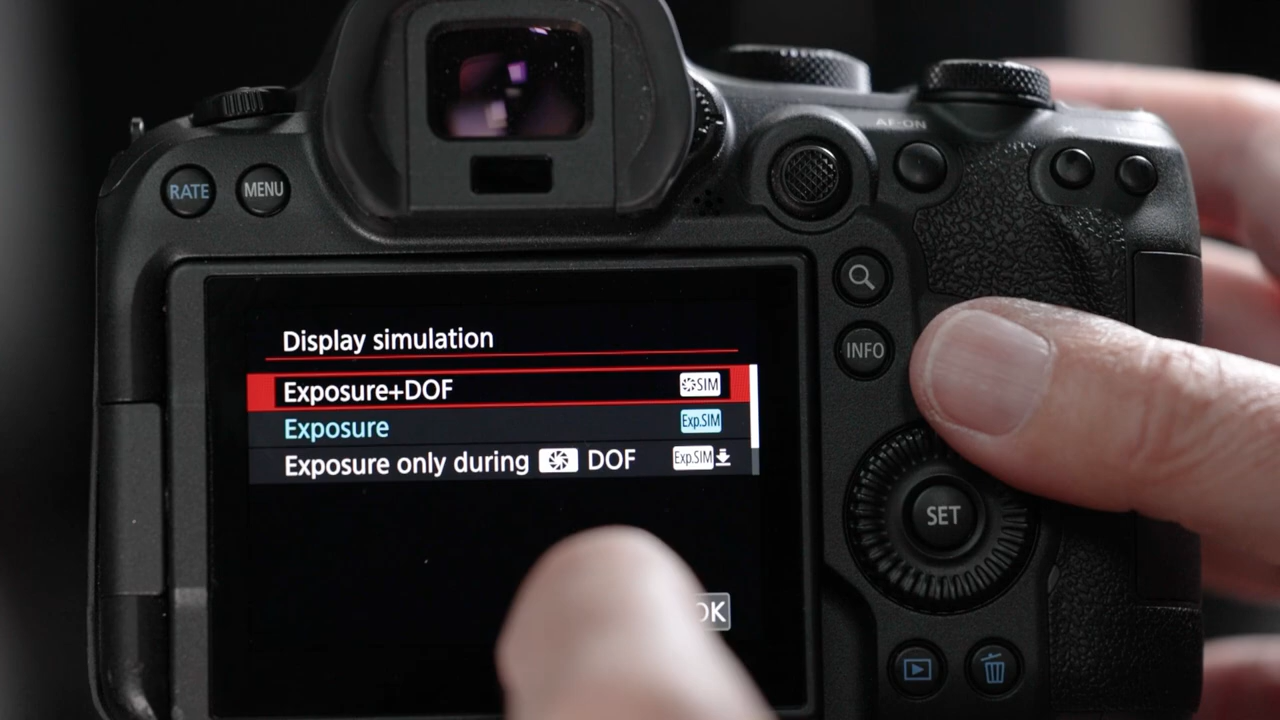 AF-ON
RATE
MENU
INFO
Display simulation
Exposure+DOF SIM
Exposure Exp.SIM
Exposure only during DOF Exp.SIM
SET
OK